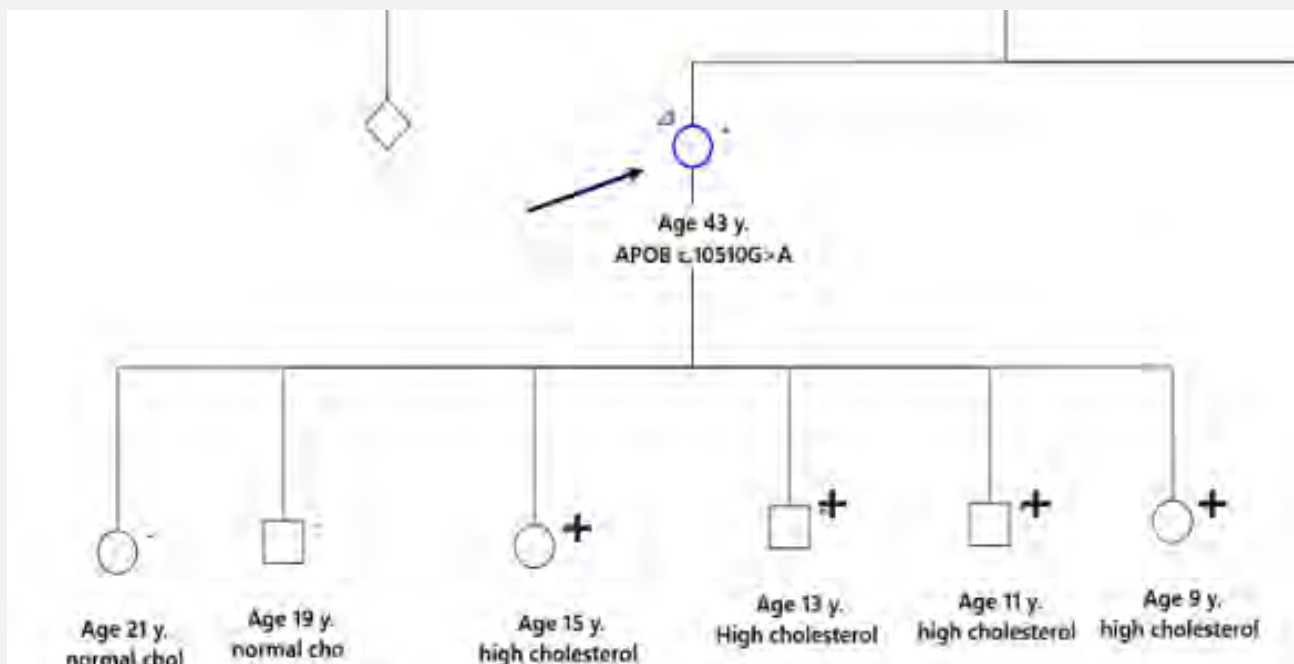 Age 43 y.
APOB c.10510G>A
Age 21 y.
normal chol
Age 19 y.
normal cho
Age 15 y.
high cholesterol
Age 13 y.
High cholesterol
Age 11 y.
high cholesterol
Age 9 y.
high cholesterol